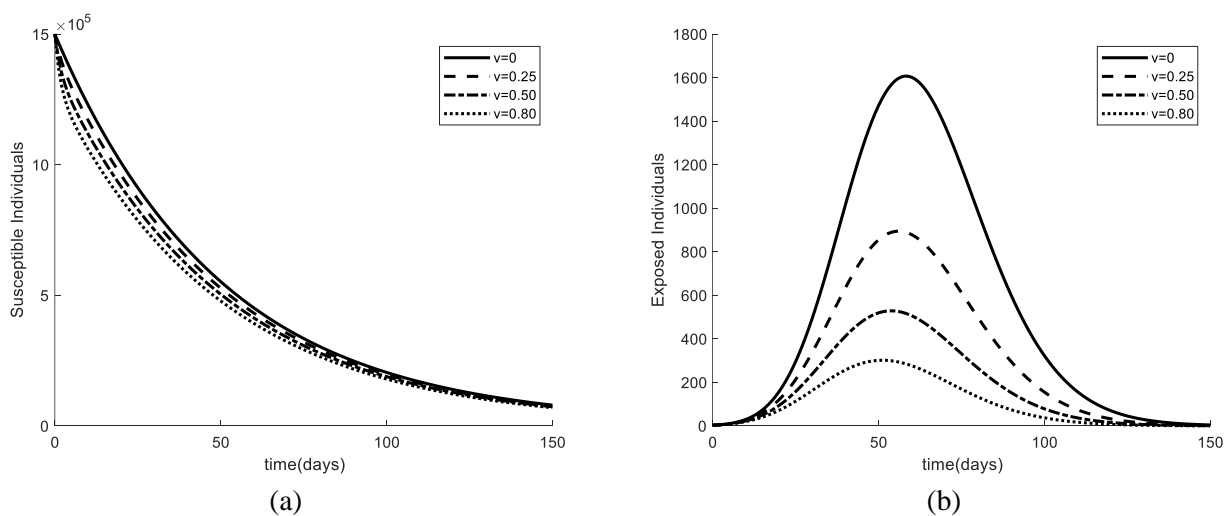 ×10⁵
15
10
5
0
0
50
100
150
Susceptible Individuals
time(days)
v=0
v=0.25
v=0.50
v=0.80
(a)
1800
1600
1400
1200
1000
800
600
400
200
0
0
50
100
150
Exposed Individuals
time(days)
v=0
v=0.25
v=0.50
v=0.80
(b)